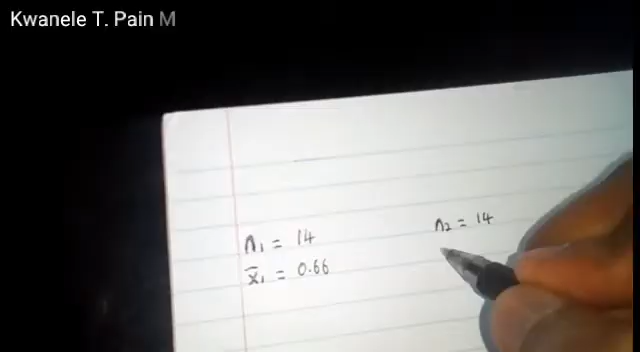 Kwanele T. Pain M
n₁ = 14
n₂ = 14
x̄₁ = 0.66